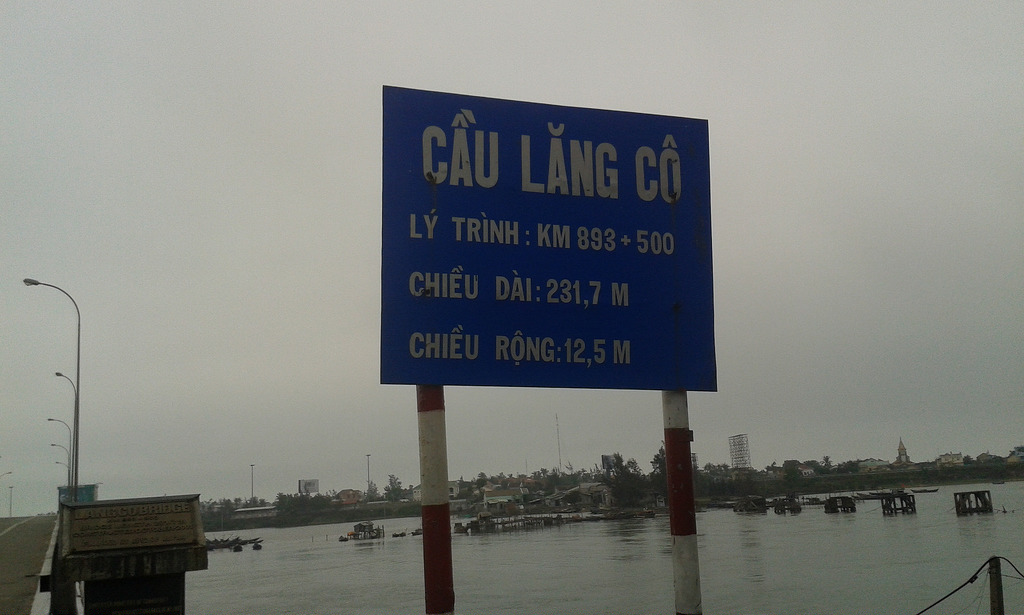 CẦU LĂNG CÔ
LÝ TRÌNH : KM 893 + 500
CHIỀU DÀI : 231,7 M
CHIỀU RỘNG : 12,5 M